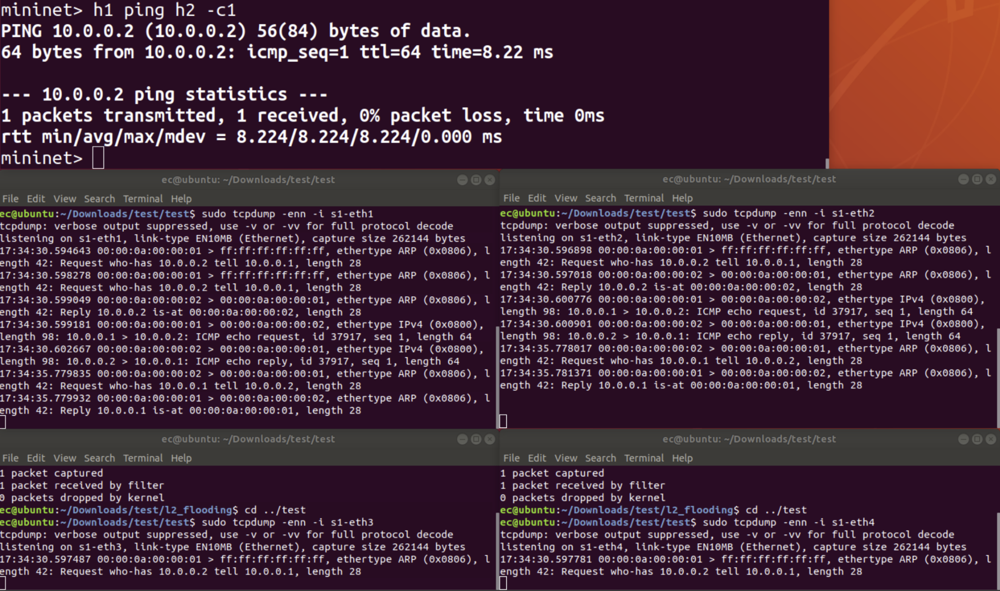 mininet> h1 ping h2 -c1
PING 10.0.0.2 (10.0.0.2) 56(84) bytes of data.
64 bytes from 10.0.0.2: icmp_seq=1 ttl=64 time=8.22 ms
--- 10.0.0.2 ping statistics ---
1 packets transmitted, 1 received, 0% packet loss, time 0ms
rtt min/avg/max/mdev = 8.224/8.224/8.224/0.000 ms
mininet>
ec@ubuntu: ~/Downloads/test/test
File Edit View Search Terminal Help
ec@ubuntu:~/Downloads/test/test$ sudo tcpdump -enn -i s1-eth1
tcpdump: verbose output suppressed, use -v or -vv for full protocol decode
listening on s1-eth1, link-type EN10MB (Ethernet), capture size 262144 bytes
17:34:30.594643 00:00:0a:00:00:01 > ff:ff:ff:ff:ff:ff, ethertype ARP (0x0806), l
ength 42: Request who-has 10.0.0.2 tell 10.0.0.1, length 28
17:34:30.598278 00:00:0a:00:00:01 > ff:ff:ff:ff:ff:ff, ethertype ARP (0x0806), l
ength 42: Request who-has 10.0.0.2 tell 10.0.0.1, length 28
17:34:30.599049 00:00:0a:00:00:02 > 00:00:0a:00:00:01, ethertype ARP (0x0806), l
ength 42: Reply 10.0.0.2 is-at 00:00:0a:00:00:02, length 28
17:34:30.599181 00:00:0a:00:00:01 > 00:00:0a:00:00:02, ethertype IPv4 (0x0800),
length 98: 10.0.0.1 > 10.0.0.2: ICMP echo request, id 37917, seq 1, length 64
17:34:30.602667 00:00:0a:00:00:02 > 00:00:0a:00:00:01, ethertype IPv4 (0x0800),
length 98: 10.0.0.2 > 10.0.0.1: ICMP echo reply, id 37917, seq 1, length 64
17:34:35.779835 00:00:0a:00:00:02 > 00:00:0a:00:00:01, ethertype ARP (0x0806), l
ength 42: Request who-has 10.0.0.1 tell 10.0.0.2, length 28
17:34:35.779932 00:00:0a:00:00:01 > 00:00:0a:00:00:02, ethertype ARP (0x0806), l
ength 42: Reply 10.0.0.1 is-at 00:00:0a:00:00:01, length 28
ec@ubuntu: ~/Downloads/test/test
File Edit View Search Terminal Help
ec@ubuntu:~/Downloads/test/test$ sudo tcpdump -enn -i s1-eth2
tcpdump: verbose output suppressed, use -v or -vv for full protocol decode
listening on s1-eth2, link-type EN10MB (Ethernet), capture size 262144 bytes
17:34:30.596898 00:00:0a:00:00:01 > ff:ff:ff:ff:ff:ff, ethertype ARP (0x0806), l
ength 42: Request who-has 10.0.0.2 tell 10.0.0.1, length 28
17:34:30.597018 00:00:0a:00:00:02 > 00:00:0a:00:00:01, ethertype ARP (0x0806), l
ength 42: Reply 10.0.0.2 is-at 00:00:0a:00:00:02, length 28
17:34:30.600776 00:00:0a:00:00:01 > 00:00:0a:00:00:02, ethertype IPv4 (0x0800),
length 98: 10.0.0.1 > 10.0.0.2: ICMP echo request, id 37917, seq 1, length 64
17:34:30.600901 00:00:0a:00:00:02 > 00:00:0a:00:00:01, ethertype IPv4 (0x0800),
length 98: 10.0.0.2 > 10.0.0.1: ICMP echo reply, id 37917, seq 1, length 64
17:34:35.778017 00:00:0a:00:00:02 > 00:00:0a:00:00:01, ethertype ARP (0x0806), l
ength 42: Request who-has 10.0.0.1 tell 10.0.0.2, length 28
17:34:35.781371 00:00:0a:00:00:01 > 00:00:0a:00:00:02, ethertype ARP (0x0806), l
ength 42: Reply 10.0.0.1 is-at 00:00:0a:00:00:01, length 28
ec@ubuntu: ~/Downloads/test/test
File Edit View Search Terminal Help
1 packet captured
1 packet received by filter
0 packets dropped by kernel
ec@ubuntu:~/Downloads/test/l2_flooding$ cd ../test
ec@ubuntu:~/Downloads/test/test$ sudo tcpdump -enn -i s1-eth3
tcpdump: verbose output suppressed, use -v or -vv for full protocol decode
listening on s1-eth3, link-type EN10MB (Ethernet), capture size 262144 bytes
17:34:30.597487 00:00:0a:00:00:01 > ff:ff:ff:ff:ff:ff, ethertype ARP (0x0806), l
ength 42: Request who-has 10.0.0.2 tell 10.0.0.1, length 28
ec@ubuntu: ~/Downloads/test/test
File Edit View Search Terminal Help
1 packet captured
1 packet received by filter
0 packets dropped by kernel
ec@ubuntu:~/Downloads/test/l2_flooding$ cd ../test
ec@ubuntu:~/Downloads/test/test$ sudo tcpdump -enn -i s1-eth4
tcpdump: verbose output suppressed, use -v or -vv for full protocol decode
listening on s1-eth4, link-type EN10MB (Ethernet), capture size 262144 bytes
17:34:30.597781 00:00:0a:00:00:01 > ff:ff:ff:ff:ff:ff, ethertype ARP (0x0806), l
ength 42: Request who-has 10.0.0.2 tell 10.0.0.1, length 28